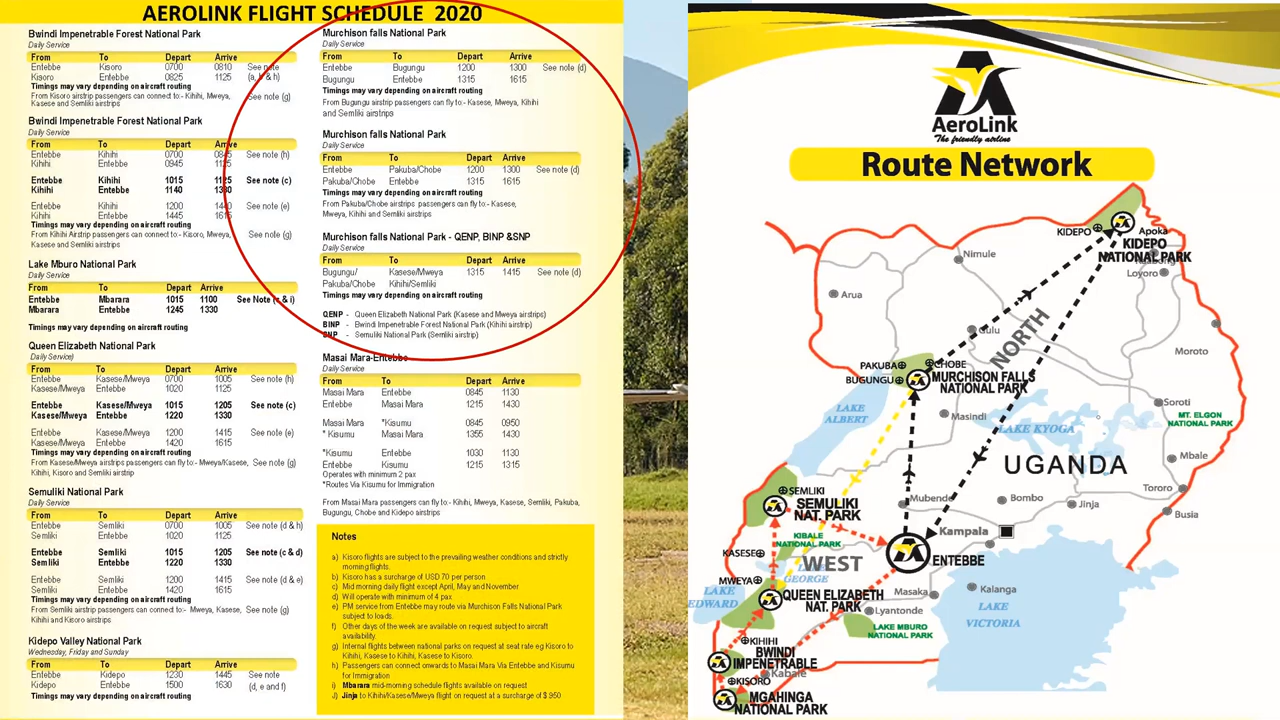 AEROLINK FLIGHT SCHEDULE 2020
Bwindi Impenetrable Forest National Park
Daily Service
From To Depart Arrive
Entebbe Kisoro 0700 0810 See note
Kisoro Entebbe 0825 1125 (a, b & h)
Timings may vary depending on aircraft routing
From Kisoro airstrip passengers can connect to:- Kihihi, Mweya, See note (g)
Kasese and Semliki airstrips
Bwindi Impenetrable Forest National Park
Daily Service
From To Depart Arrive
Entebbe Kihihi 0700 0845 See note (h)
Kihihi Entebbe 0945 1125
Entebbe Kihihi 1015 1125 See note (c)
Kihihi Entebbe 1140 1330
Entebbe Kihihi 1200 1440 See note (e)
Kihihi Entebbe 1445 1615
Timings may vary depending on aircraft routing
From Kihihi Airstrip passengers can connect to:- Kisoro, Mweya, See note (g)
Kasese and Semliki airstrips
Lake Mburo National Park
Daily Service
From To Depart Arrive
Entebbe Mbarara 1015 1100 See Note (c & i)
Mbarara Entebbe 1245 1330
Timings may vary depending on aircraft routing
Queen Elizabeth National Park
Daily Service)
From To Depart Arrive
Entebbe Kasese/Mweya 0700 1005 See note (h)
Kasese/Mweya Entebbe 1020 1125
Entebbe Kasese/Mweya 1015 1205 See note (c)
Kasese/Mweya Entebbe 1220 1330
Entebbe Kasese/Mweya 1200 1415 See note (e)
Kasese/Mweya Entebbe 1420 1615
Timings may vary depending on aircraft routing
From Kasese/Mweya airstrips passengers can fly to:- Mweya/Kasese, See note (g)
Kihihi, Kisoro and Semliki airstrip
Semuliki National Park
Daily Service
From To Depart Arrive
Entebbe Semliki 0700 1005 See note (d & h)
Semliki Entebbe 1020 1125
Entebbe Semliki 1015 1205 See note (c & d)
Semliki Entebbe 1220 1330
Entebbe Semliki 1200 1415 See note (d & e)
Semliki Entebbe 1420 1615
From Semliki airstrip passengers can connect to:- Mweya, Kasese, See note (g)
Kihihi and Kisoro airstrips
Timings may vary depending on aircraft routing
Kidepo Valley National Park
Wednesday, Friday and Sunday
From To Depart Arrive
Entebbe Kidepo 1230 1445 See note
Kidepo Entebbe 1500 1630 (d, e and f)
Timings may vary depending on aircraft routing
Murchison falls National Park
Daily Service
From To Depart Arrive
Entebbe Bugungu 1200 1300 See note (d)
Bugungu Entebbe 1315 1615
Timings may vary depending on aircraft routing
From Bugungu airstrip passengers can fly to:- Kasese, Mweya, Kihihi
and Semliki airstrips
Murchison falls National Park
Daily Service
From To Depart Arrive
Entebbe Pakuba/Chobe 1200 1300 See note (d)
Pakuba/Chobe Entebbe 1315 1615
Timings may vary depending on aircraft routing
From Pakuba/Chobe airstrips passengers can fly to:- Kasese,
Mweya, Kihihi and Semliki airstrips
Murchison falls National Park - QENP, BINP &SNP
Daily Service
From To Depart Arrive
Bugungu/ Kasese/Mweya 1315 1415 See note (d)
Pakuba/Chobe Kihihi/Semliki
Timings may vary depending on aircraft routing
QENP - Queen Elizabeth National Park (Kasese and Mweya airstrips)
BINP - Bwindi Impenetrable Forest National Park (Kihihi airstrip)
SNP - Semuliki National Park (Semliki airstrip)
Masai Mara-Entebbe
From To Depart Arrive
Masai Mara Entebbe 0845 1130
Entebbe Masai Mara 1215 1430
Masai Mara *Kisumu 0845 0950
* Kisumu Masai Mara 1355 1430
*Kisumu Entebbe 1030 1130
Entebbe Kisumu 1215 1315
Operates with minimum 2 pax
*Routes Via Kisumu for Immigration
From Masai Mara passengers can fly to:- Kihihi, Mweya, Kasese, Semliki, Pakuba,
Bugungu, Chobe and Kidepo airstrips
Notes
a) Kisoro flights are subject to the prevailing weather conditions and strictly
morning flights.
b) Kisoro has a surcharge of USD 70 per person
c) Mid morning daily flight except April, May and November
d) Will operate with minimum of 4 pax
e) PM service from Entebbe may route via Murchison Falls National Park
subject to loads.
f) Other days of the week are available on request subject to aircraft
availability.
g) Internal flights between national parks on request at seat rate eg Kisoro to
Kihihi, Kasese to Kihihi, Kasese to Kisoro.
h) Passengers can connect onwards to Masai Mara Via Entebbe and Kisumu
for Immigration
i) Mbarara mid-morning schedule flights available on request
J) Jinja to Kihihi/Kasese/Mweya flight on request at a surcharge of $ 950
AeroLink
The friendly airline
Route Network
KIDEPO Apoka
KIDEPO
NATIONAL PARK
Nimule
Loyoro
Arua
Gulu
NORTH
Moroto
PAKUBA CHOBE
BUGUNGU MURCHISON FALLS
NATIONAL PARK
LAKE
ALBERT
Masindi
Soroti
MT. ELGON
NATIONAL PARK
LAKE KYOGA
Mbale
UGANDA
SEMLIKI
SEMULIKI
NAT. PARK
Mubende
Bombo
Jinja
Tororo
Busia
KIBALE
NATIONAL PARK
Kampala
KASESE
WEST
ENTEBBE
LAKE
GEORGE
MWEYA
LAKE
EDWARD
QUEEN ELIZABETH
NAT. PARK
Masaka
Kalanga
LAKE
VICTORIA
Lyantonde
LAKE MBURO
NATIONAL PARK
KIHIHI
BWINDI
IMPENETRABLE
Kabale
KISORO
MGAHINGA
NATIONAL PARK